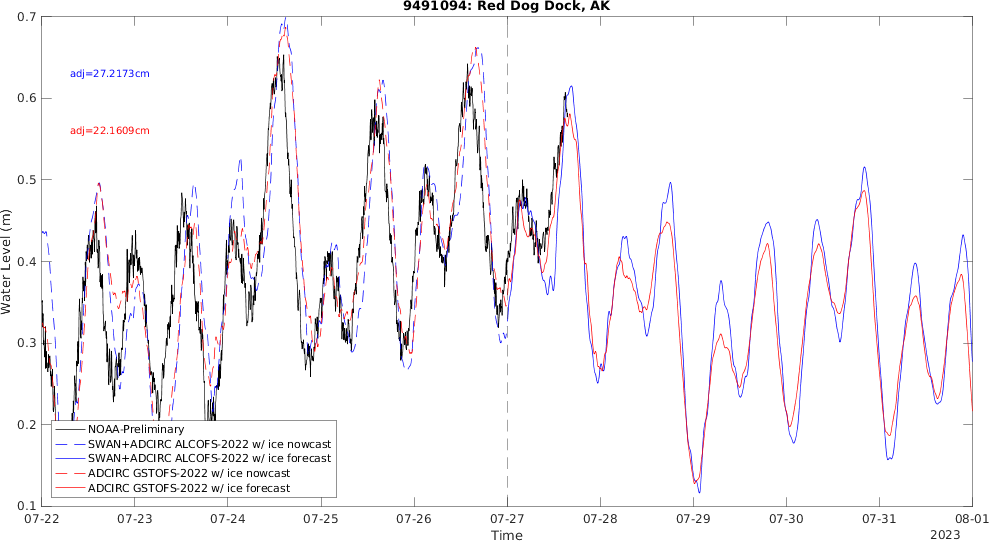 9491094: Red Dog Dock, AK
0.7
adj=27.2173cm
0.6
adj=22.1609cm
0.5
Water Level (m)
0.4
0.3
0.2
NOAA-Preliminary
SWAN+ADCIRC ALCOFS-2022 w/ ice nowcast
SWAN+ADCIRC ALCOFS-2022 w/ ice forecast
ADCIRC GSTOFS-2022 w/ ice nowcast
ADCIRC GSTOFS-2022 w/ ice forecast
0.1
07-22 07-23 07-24 07-25 07-26 07-27 07-28 07-29 07-30 07-31 08-01
Time 2023